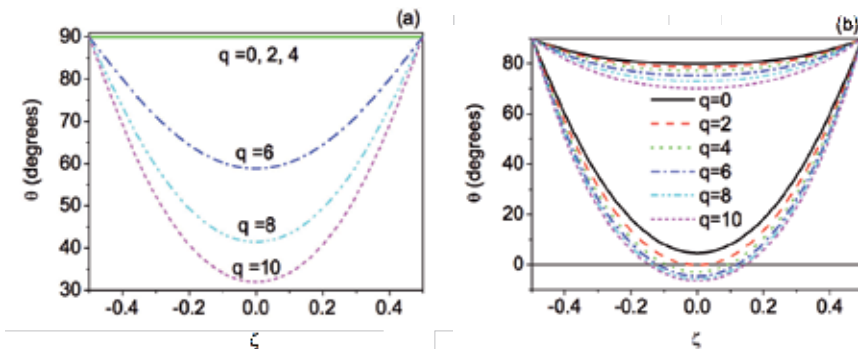 (a)
90
80
70
60
50
40
30
θ (degrees)
q =0, 2, 4
q =6
q =8
q =10
-0.4 -0.2 0.0 0.2 0.4
ζ
(b)
80
60
40
20
0
θ (degrees)
q=0
q=2
q=4
q=6
q=8
q=10
-0.4 -0.2 0.0 0.2 0.4
ζ